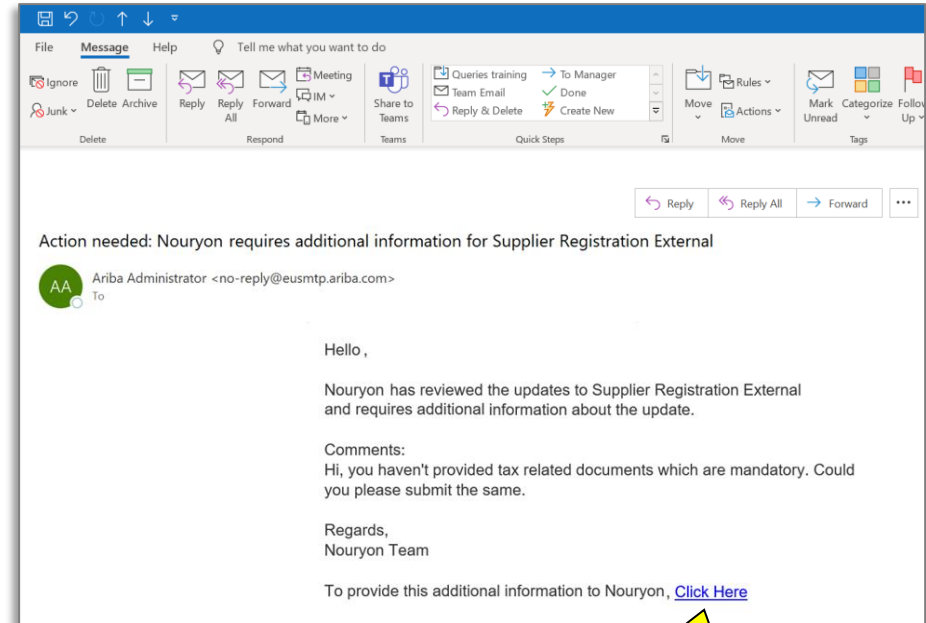 File Message Help Tell me what you want to do
Ignore
Junk
Delete Archive
Reply Reply All Forward
Meeting
IM
More
Share to Teams
Queries training To Manager
Team Email Done
Reply & Delete Create New
Move
Rules
Actions
Mark Unread Categorize Follow Up
Delete Respond Teams Quick Steps Move Tags
Reply Reply All Forward ...
Action needed: Nouryon requires additional information for Supplier Registration External
AA
Ariba Administrator <no-reply@eusmtp.ariba.com>
To
Hello ,
Nouryon has reviewed the updates to Supplier Registration External
and requires additional information about the update.
Comments:
Hi, you haven't provided tax related documents which are mandatory. Could
you please submit the same.
Regards,
Nouryon Team
To provide this additional information to Nouryon, Click Here